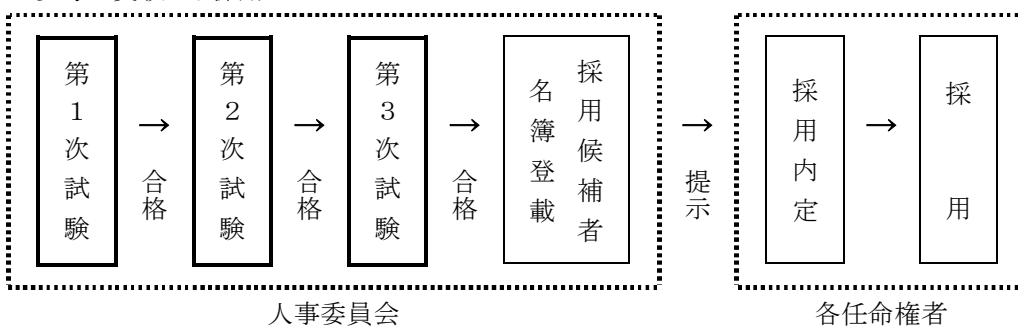 第1次試験
→
合格
第2次試験
→
合格
第3次試験
→
合格
採用候補者
名簿登載
→
提示
採用内定
→
採用
人事委員会
各任命権者